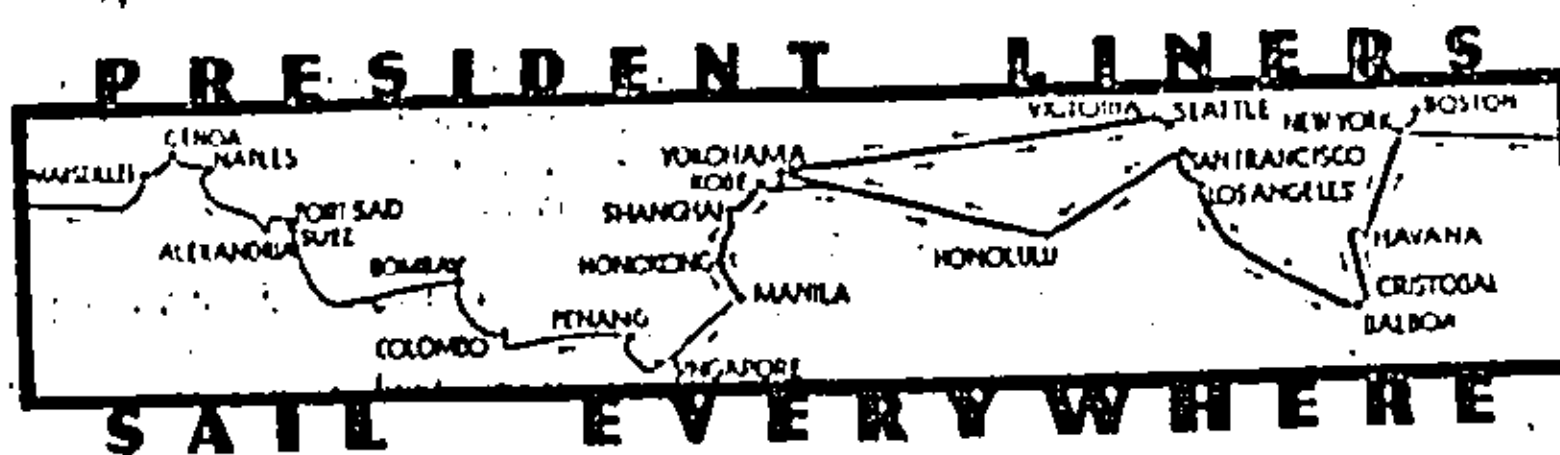 PRESIDENT LINERS
VICTORIA
SEATTLE
NEW YORK
BOSTON
GENOA
NAPLES
MARSEILLES
YOKOHAMA
KOBE
SAN FRANCISCO
LOS ANGELES
SHANGHAI
PORT SAID
SUEZ
ALEXANDRIA
BOMBAY
HONGKONG
HONOLULU
HAVANA
MANILA
CRISTOBAL
BALBOA
PENANG
COLOMBO
SINGAPORE
SAIL EVERYWHERE